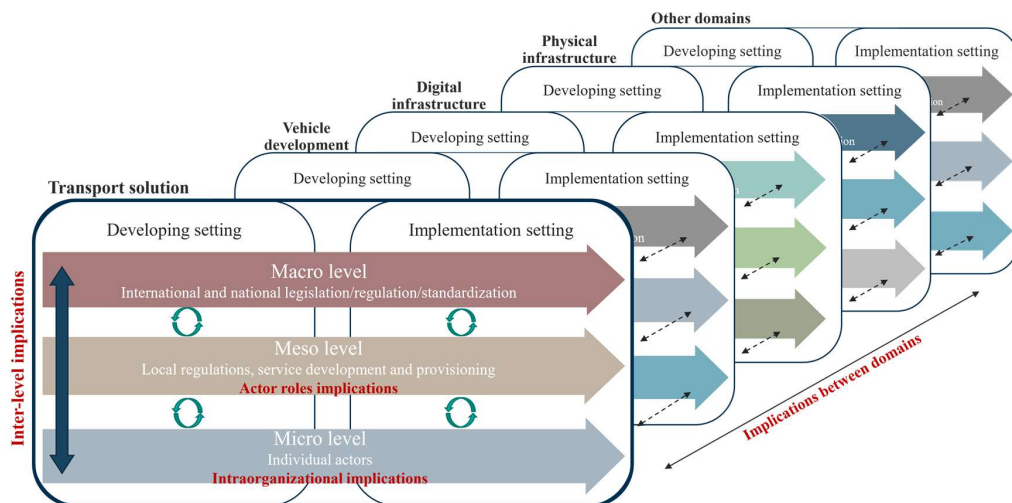 Other domains
Developing setting
Implementation setting
Physical
infrastructure
Developing setting
Implementation setting
Digital
infrastructure
Developing setting
Implementation setting
Vehicle
development
Developing setting
Implementation setting
Transport solution
Developing setting
Implementation setting
Macro level
International and national legislation/regulation/standardization
Meso level
Local regulations, service development and provisioning
Actor roles implications
Micro level
Individual actors
Intraorganizational implications
Inter-level implications
Implications between domains